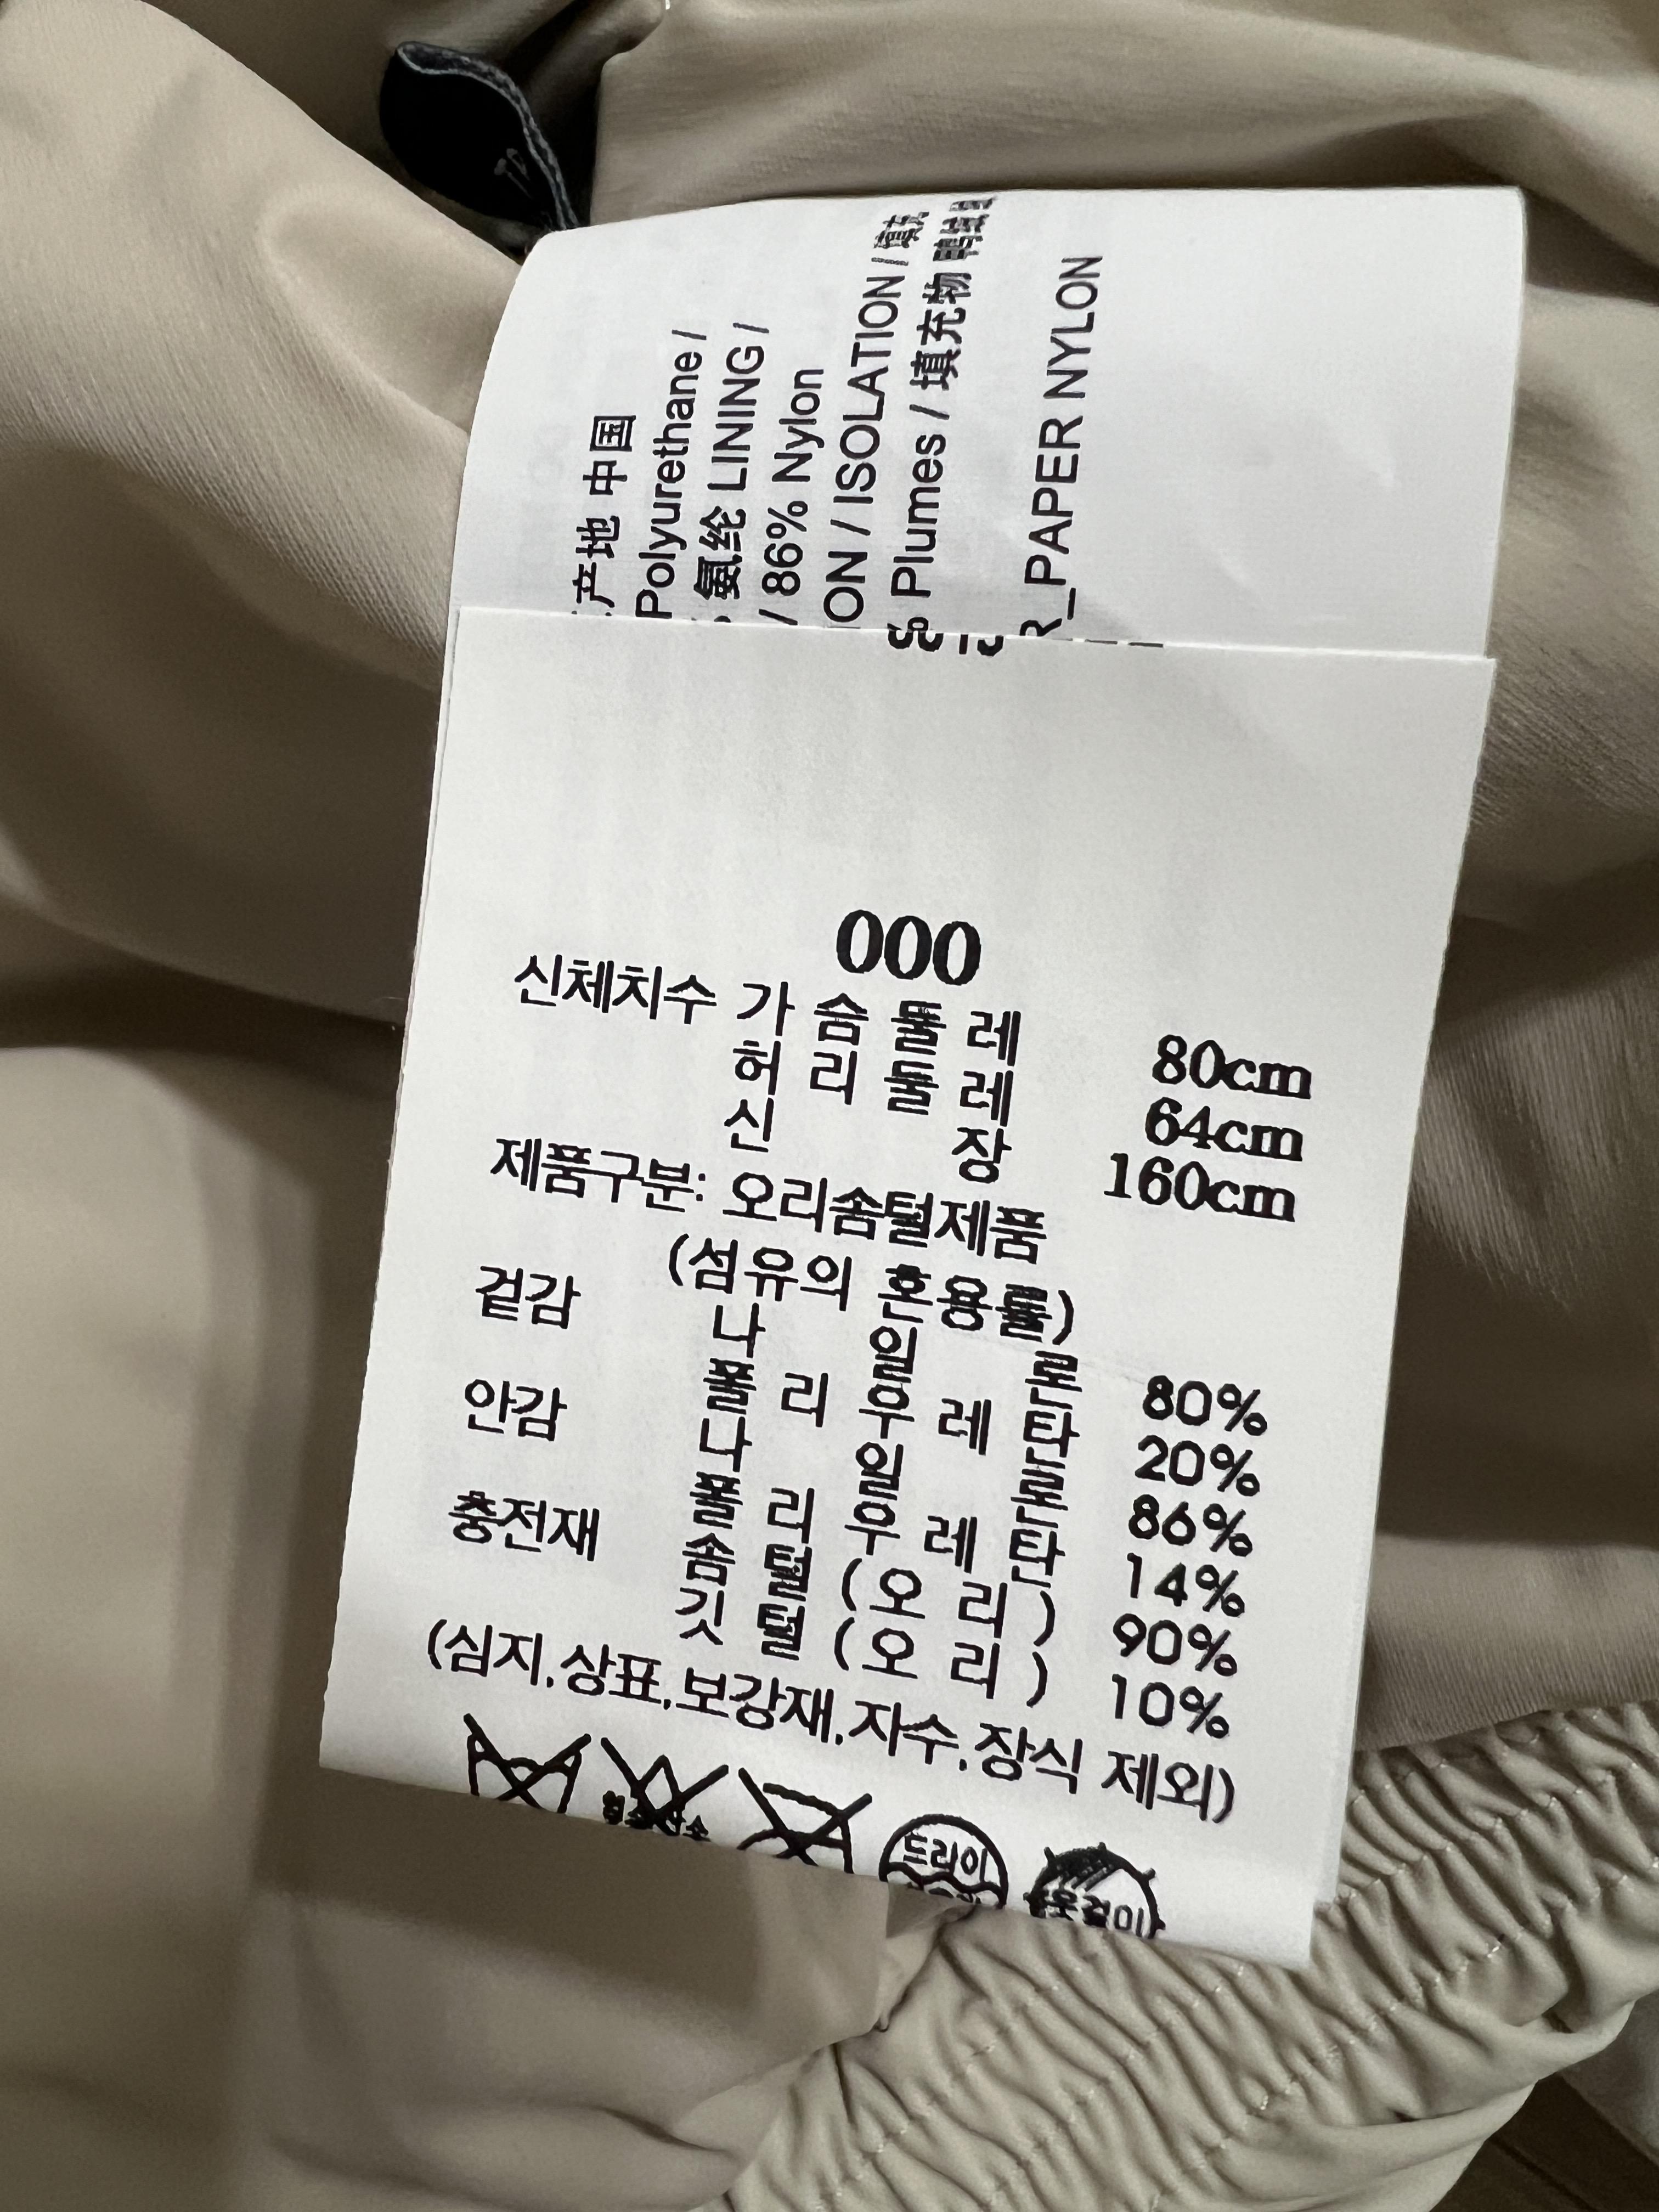 产地 中国
Polyurethane /
氨纶 LINING /
/ 86% Nylon
ON / ISOLATION / 填充
Plumes / 填充物
R_PAPER NYLON
000
신체치수 가 슴 둘 레 80cm
허 리 둘 레 64cm
신 장 160cm
제품구분: 오리솜털제품
(섬유의 혼용률)
겉감 나 일 론 80%
폴 리 우 레 탄 20%
안감 나 일 론 86%
폴 리 우 레 탄 14%
충전재 솜 털 (오 리) 90%
깃 털 (오 리) 10%
(심지,상표,보강재,자수,장식 제외)
드라이
옷걸이